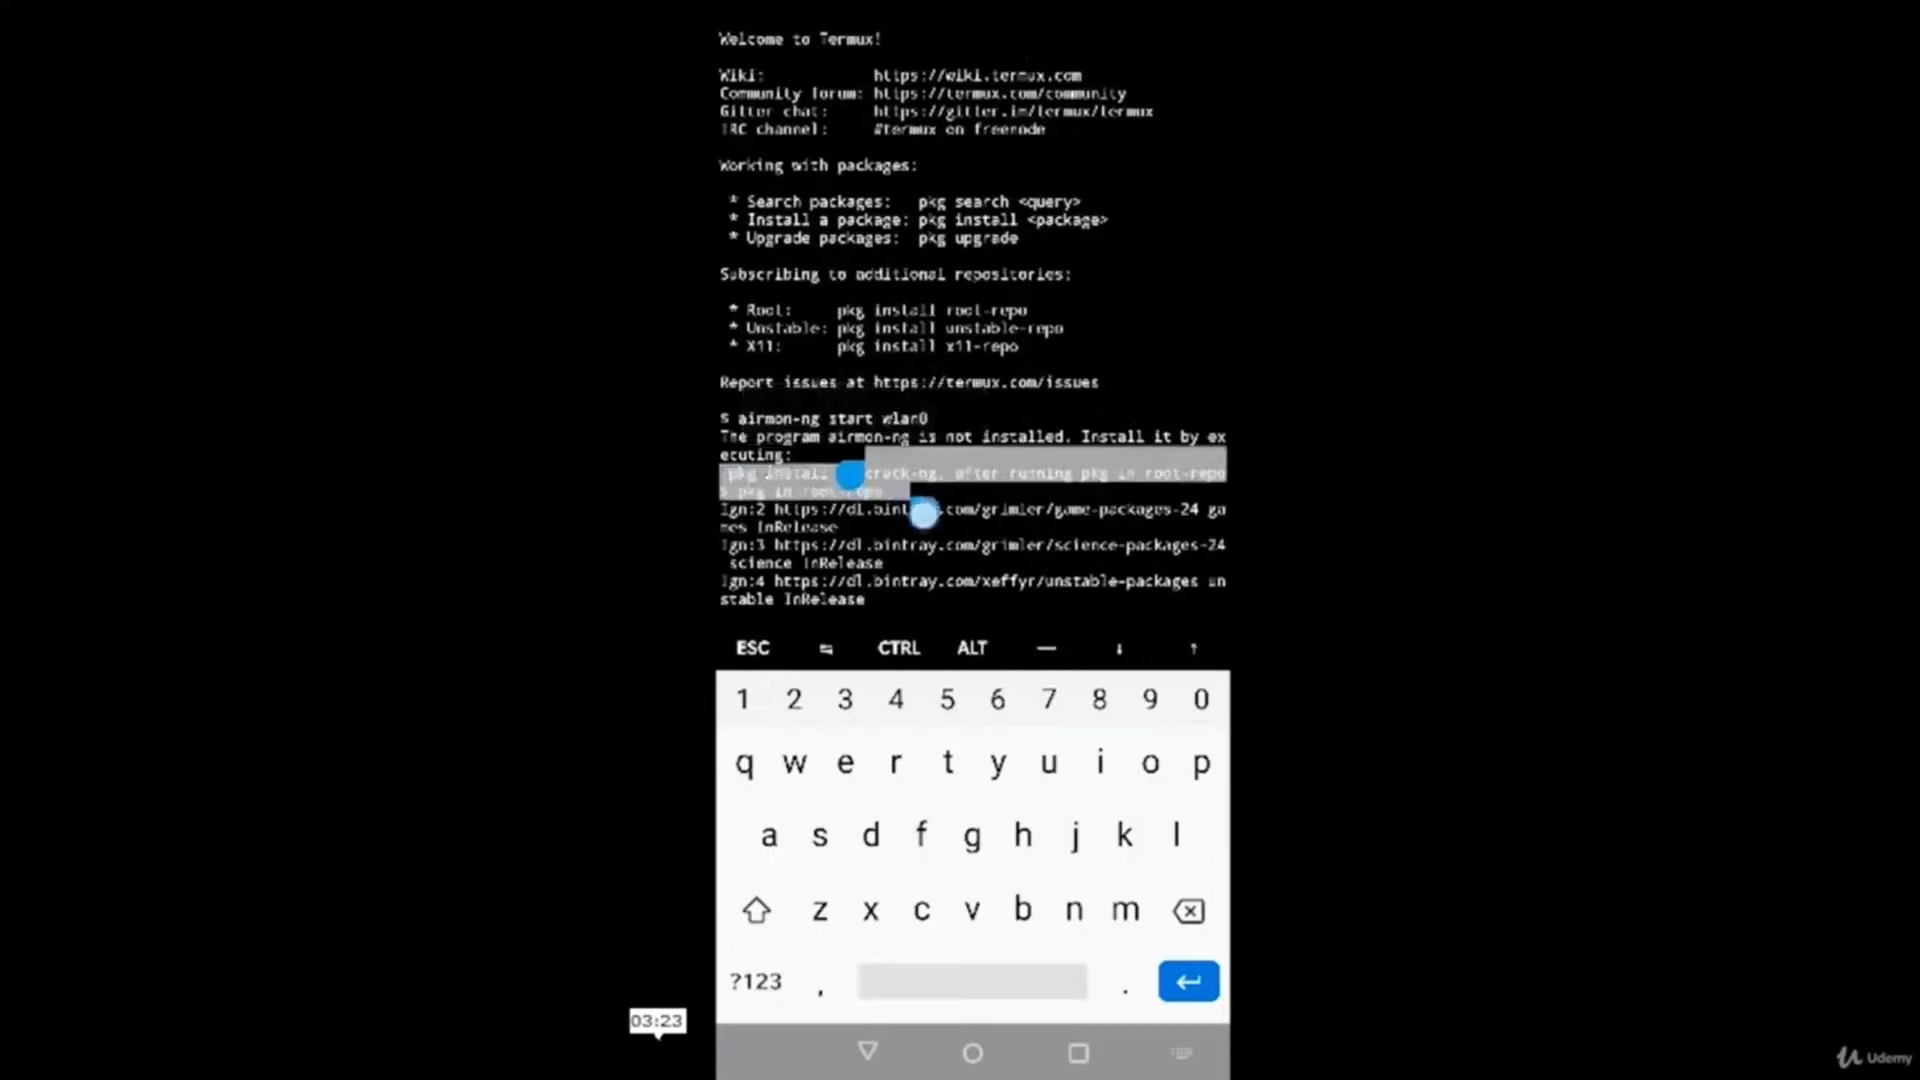 Welcome to Termux!
Wiki: https://wiki.termux.com
Community forum: https://termux.com/community
Gitter chat: https://gitter.im/termux/termux
IRC channel: #termux on freenode
Working with packages:
* Search packages: pkg search <query>
* Install a package: pkg install <package>
* Upgrade packages: pkg upgrade
Subscribing to additional repositories:
* Root: pkg install root-repo
* Unstable: pkg install unstable-repo
* X11: pkg install x11-repo
Report issues at https://termux.com/issues
$ airmon-ng start wlan0
The program airmon-ng is not installed. Install it by ex
ecuting:
pkg install crack-ng, after running pkg in root-repo
$ pkg in root-repo
Ign:2 https://dl.bint .com/grimler/game-packages-24 ga
mes InRelease
Ign:3 https://dl.bintray.com/grimler/science-packages-24
science InRelease
Ign:4 https://dl.bintray.com/xeffyr/unstable-packages un
stable InRelease
ESC CTRL ALT — ↓ ↑
1 2 3 4 5 6 7 8 9 0
q w e r t y u i o p
a s d f g h j k l
z x c v b n m
?123 , .
03:23
Udemy